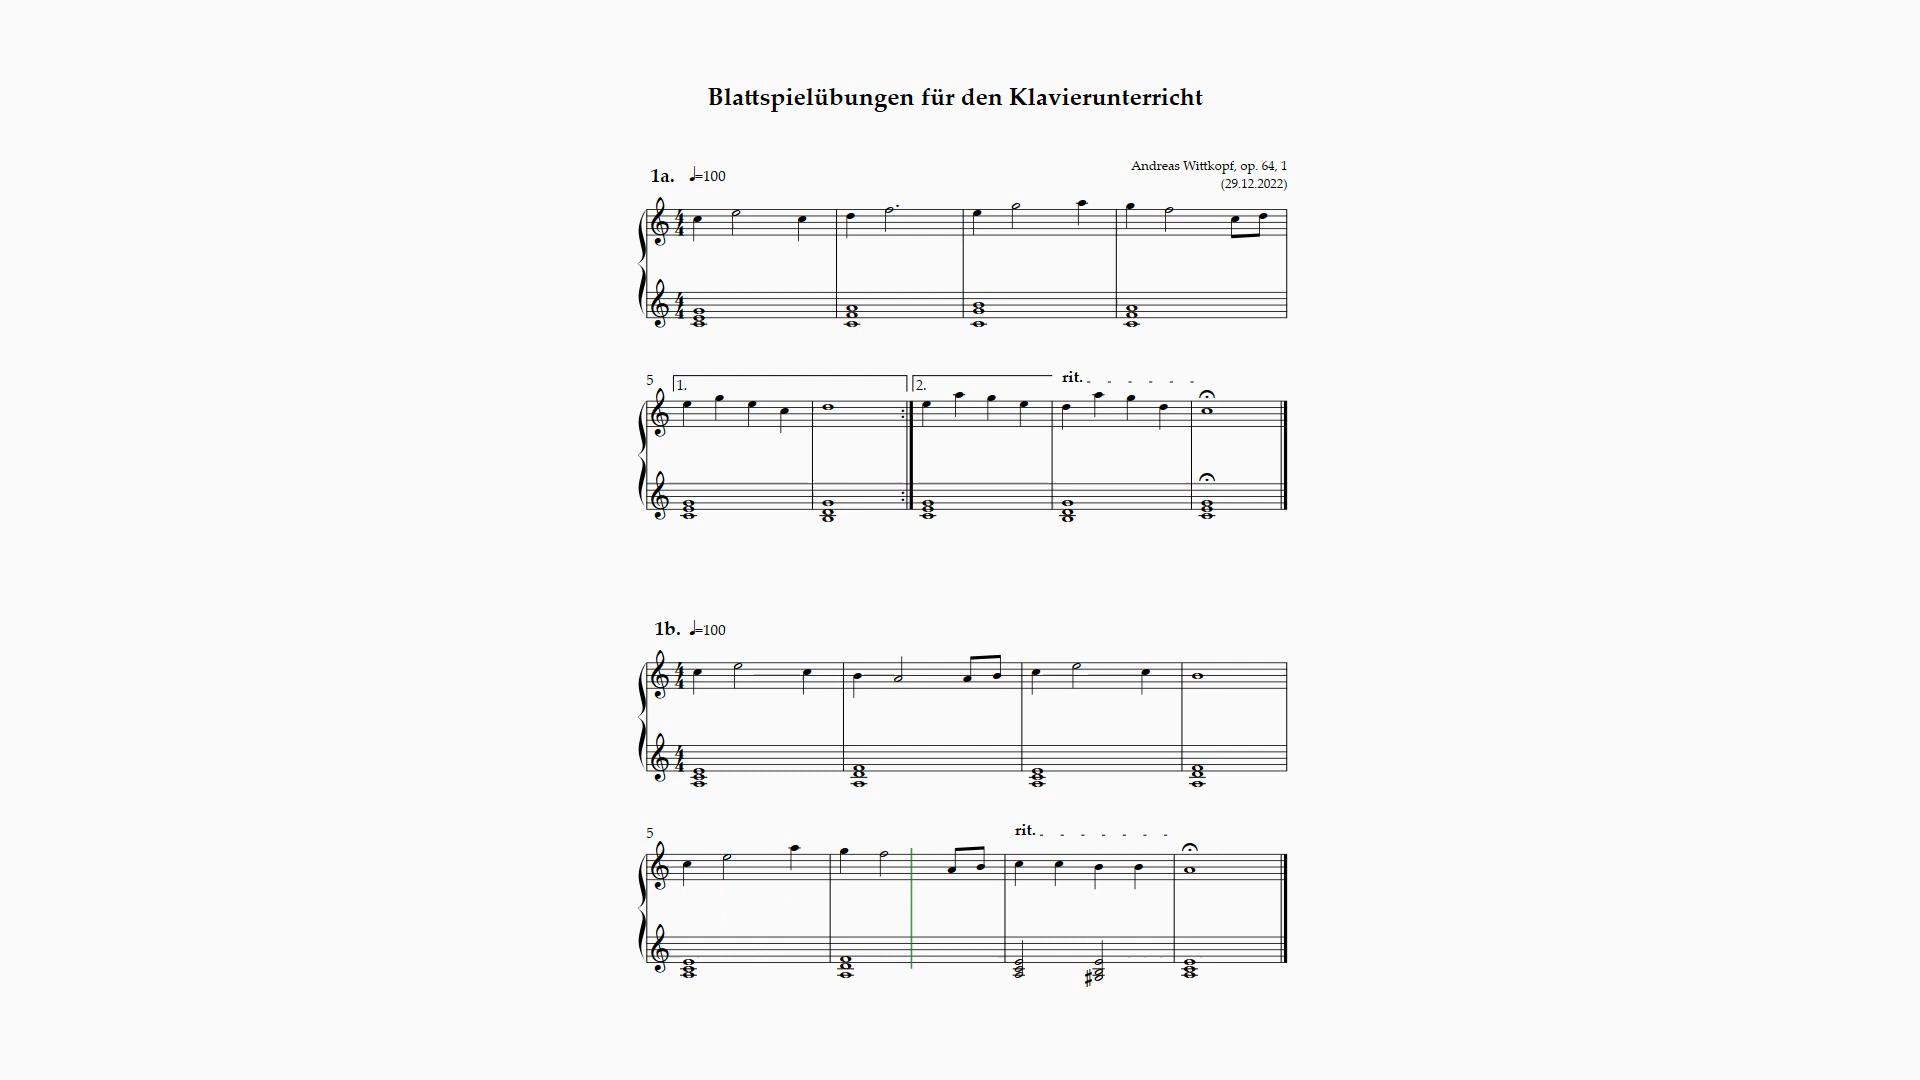 Blattspielübungen für den Klavierunterricht
Andreas Wittkopf, op. 64, 1
(29.12.2022)
1a. ♩=100
5
1.
2.
rit.
1b. ♩=100
5
rit.